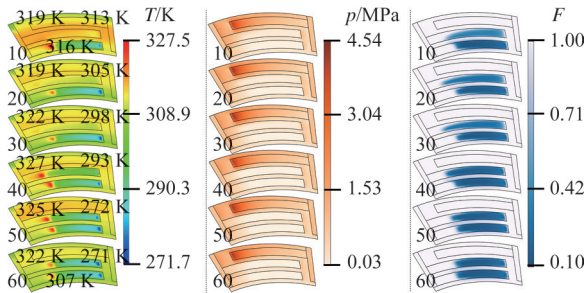 319 K 313 K T/K
316 K 327.5
10
319 K 305 K
20
322 K 298 K 308.9
30
327 K 293 K
40 290.3
325 K 272 K
50
322 K 271 K 271.7
60 307 K
p/MPa
4.54
10
20
3.04
30
40
1.53
50
60
0.03
F
1.00
10
20
0.71
30
40
0.42
50
60
0.10